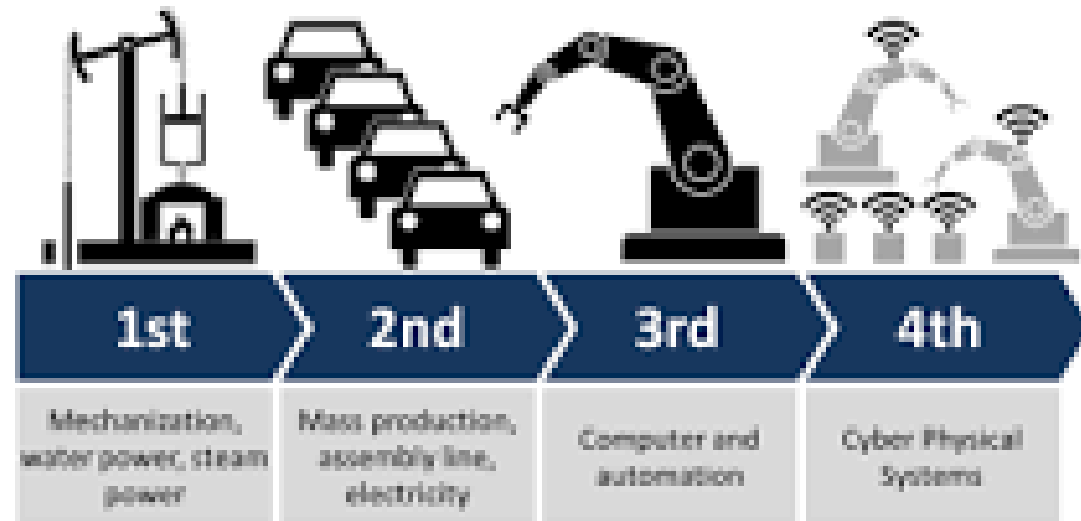 1st
2nd
3rd
4th
Mechanization,
water power, steam
power
Mass production,
assembly line,
electricity
Computer and
automation
Cyber Physical
Systems